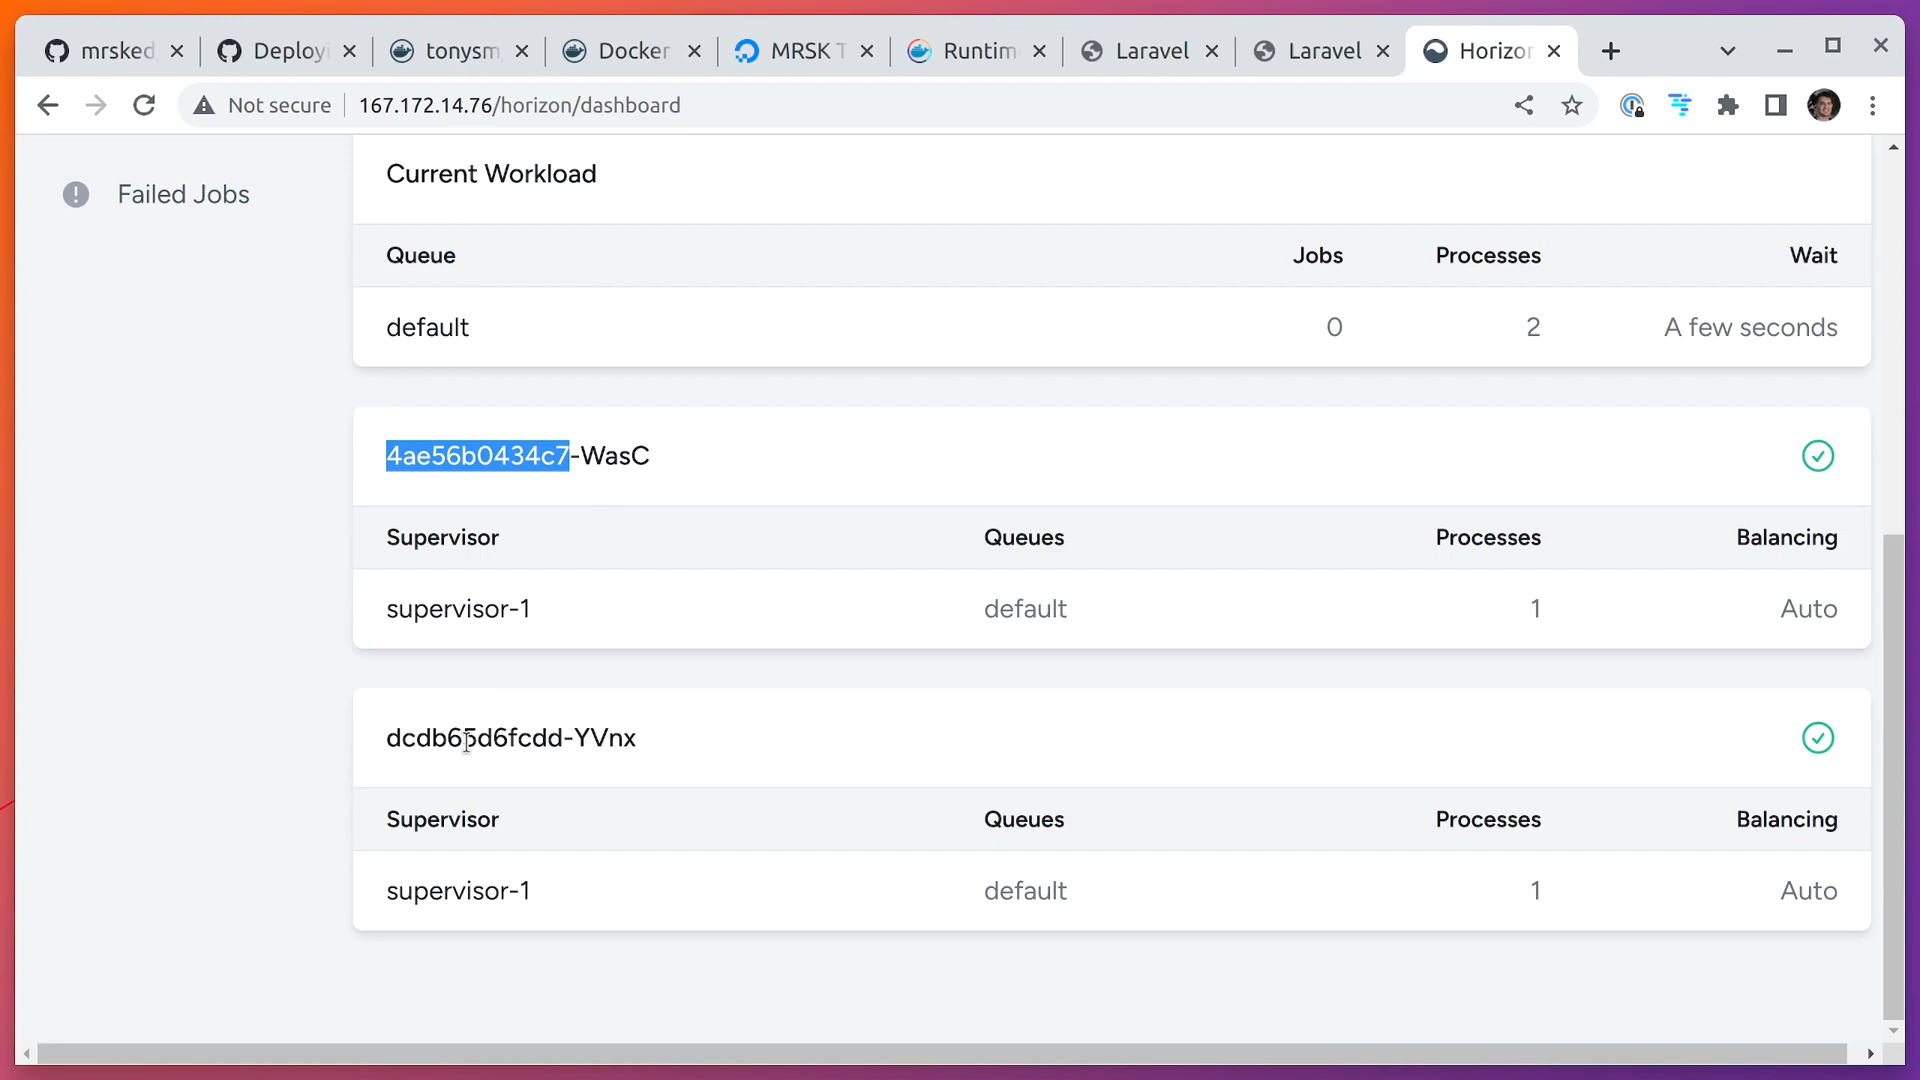 mrsked
Deployi
tonysm
Docker
MRSK T
Runtim
Laravel
Laravel
Horizon
Not secure
167.172.14.76/horizon/dashboard
Failed Jobs
Current Workload
Queue Jobs Processes Wait
default 0 2 A few seconds
4ae56b0434c7-WasC
Supervisor Queues Processes Balancing
supervisor-1 default 1 Auto
dcdb65d6fcdd-YVnx
Supervisor Queues Processes Balancing
supervisor-1 default 1 Auto